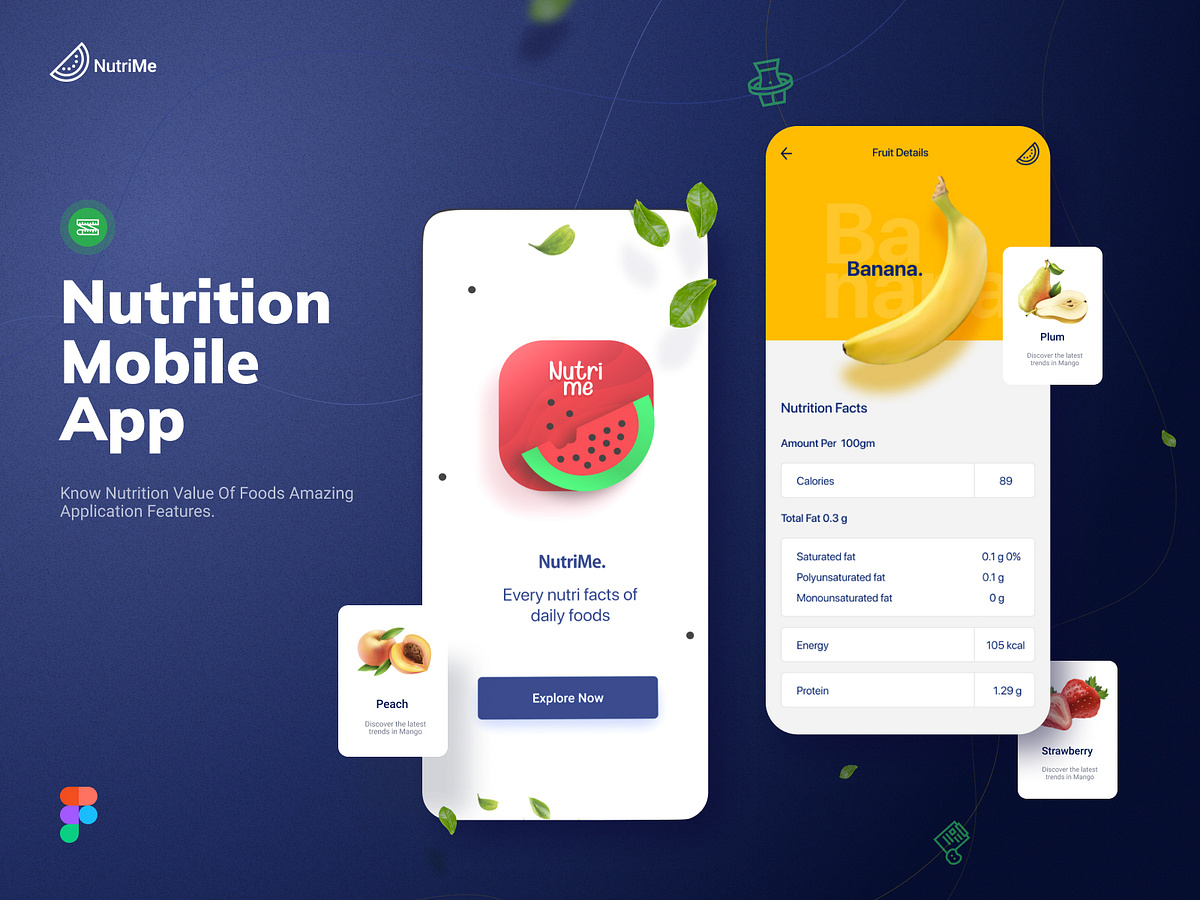 NutriMe
Nutrition
Mobile
App
Know Nutrition Value Of Foods Amazing
Application Features.
Nutri
me
NutriMe.
Every nutri facts of
daily foods
Explore Now
Peach
Discover the latest
trends in Mango
Fruit Details
Ba
nana
Banana.
Nutrition Facts
Amount Per 100gm
Calories 89
Total Fat 0.3 g
Saturated fat 0.1 g 0%
Polyunsaturated fat 0.1 g
Monounsaturated fat 0 g
Energy 105 kcal
Protein 1.29 g
Plum
Discover the latest
trends in Mango
Strawberry
Discover the latest
trends in Mango